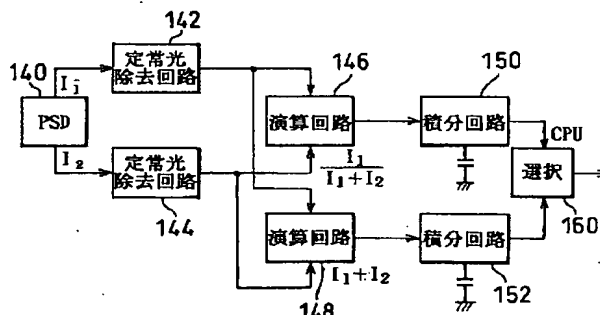 142
定常光
除去回路
140
I1
PSD
I2
定常光
除去回路
144
146
演算回路
I1
I1+I2
150
積分回路
CPU
選択
160
演算回路
I1+I2
148
積分回路
152